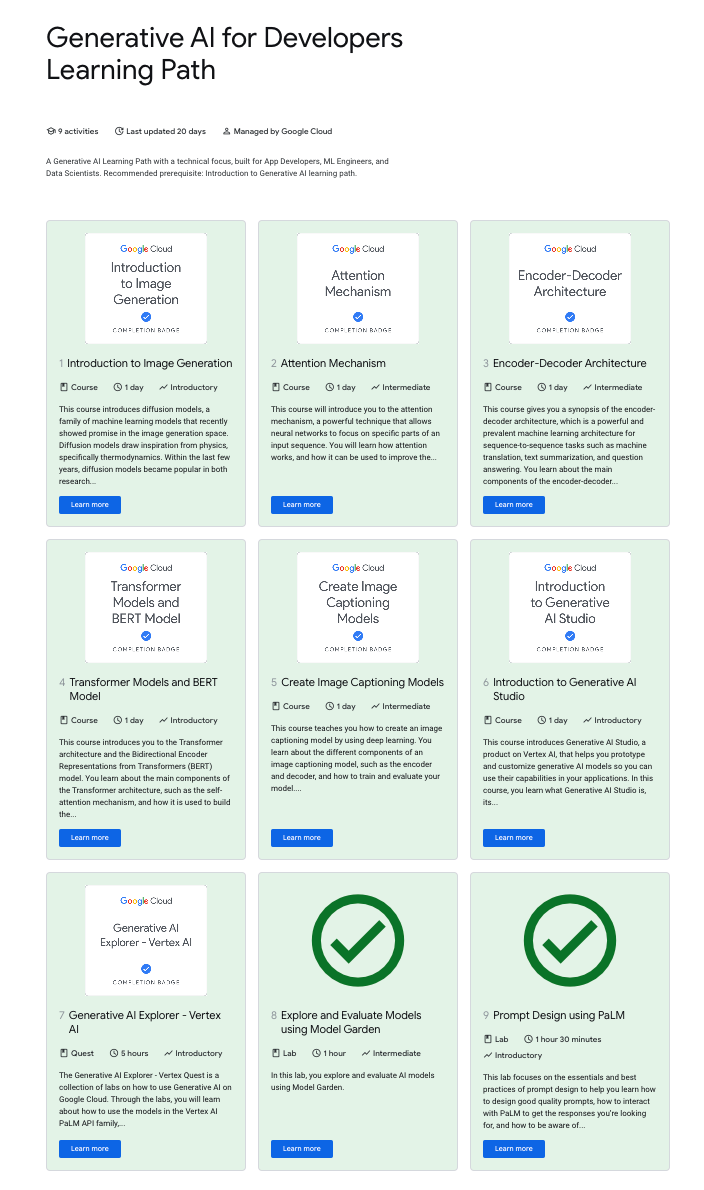 Generative AI for Developers
Learning Path
9 activities Last updated 20 days Managed by Google Cloud
A Generative AI Learning Path with a technical focus, built for App Developers, ML Engineers, and
Data Scientists. Recommended prerequisite: Introduction to Generative AI learning path.
Google Cloud
Introduction
to Image
Generation
COMPLETION BADGE
1 Introduction to Image Generation
Course 1 day Introductory
This course introduces diffusion models, a
family of machine learning models that recently
showed promise in the image generation space.
Diffusion models draw inspiration from physics,
specifically thermodynamics. Within the last few
years, diffusion models became popular in both
research...
Learn more
Google Cloud
Attention
Mechanism
COMPLETION BADGE
2 Attention Mechanism
Course 1 day Intermediate
This course will introduce you to the attention
mechanism, a powerful technique that allows
neural networks to focus on specific parts of an
input sequence. You will learn how attention
works, and how it can be used to improve the...
Learn more
Google Cloud
Encoder-Decoder
Architecture
COMPLETION BADGE
3 Encoder-Decoder Architecture
Course 1 day Intermediate
This course gives you a synopsis of the encoder-
decoder architecture, which is a powerful and
prevalent machine learning architecture for
sequence-to-sequence tasks such as machine
translation, text summarization, and question
answering. You learn about the main
components of the encoder-decoder...
Learn more
Google Cloud
Transformer
Models and
BERT Model
COMPLETION BADGE
4 Transformer Models and BERT
Model
Course 1 day Introductory
This course introduces you to the Transformer
architecture and the Bidirectional Encoder
Representations from Transformers (BERT)
model. You learn about the main components of
the Transformer architecture, such as the self-
attention mechanism, and how it is used to build
the...
Learn more
Google Cloud
Create Image
Captioning
Models
COMPLETION BADGE
5 Create Image Captioning Models
Course 1 day Intermediate
This course teaches you how to create an image
captioning model by using deep learning. You
learn about the different components of an
image captioning model, such as the encoder
and decoder, and how to train and evaluate your
model....
Learn more
Google Cloud
Introduction
to Generative
AI Studio
COMPLETION BADGE
6 Introduction to Generative AI
Studio
Course 1 day Introductory
This course introduces Generative AI Studio, a
product on Vertex AI, that helps you prototype
and customize generative AI models so you can
use their capabilities in your applications. In this
course, you learn what Generative AI Studio is,
its...
Learn more
Google Cloud
Generative AI
Explorer - Vertex AI
COMPLETION BADGE
7 Generative AI Explorer - Vertex
AI
Quest 5 hours Introductory
The Generative AI Explorer - Vertex Quest is a
collection of labs on how to use Generative AI on
Google Cloud. Through the labs, you will learn
about how to use the models in the Vertex AI
PaLM API family,...
Learn more
8 Explore and Evaluate Models
using Model Garden
Lab 1 hour Intermediate
In this lab, you explore and evaluate AI models
using Model Garden.
Learn more
9 Prompt Design using PaLM
Lab 1 hour 30 minutes
Introductory
This lab focuses on the essentials and best
practices of prompt design to help you learn how
to design good quality prompts, how to interact
with PaLM to get the responses you're looking
for, and how to be aware of...
Learn more